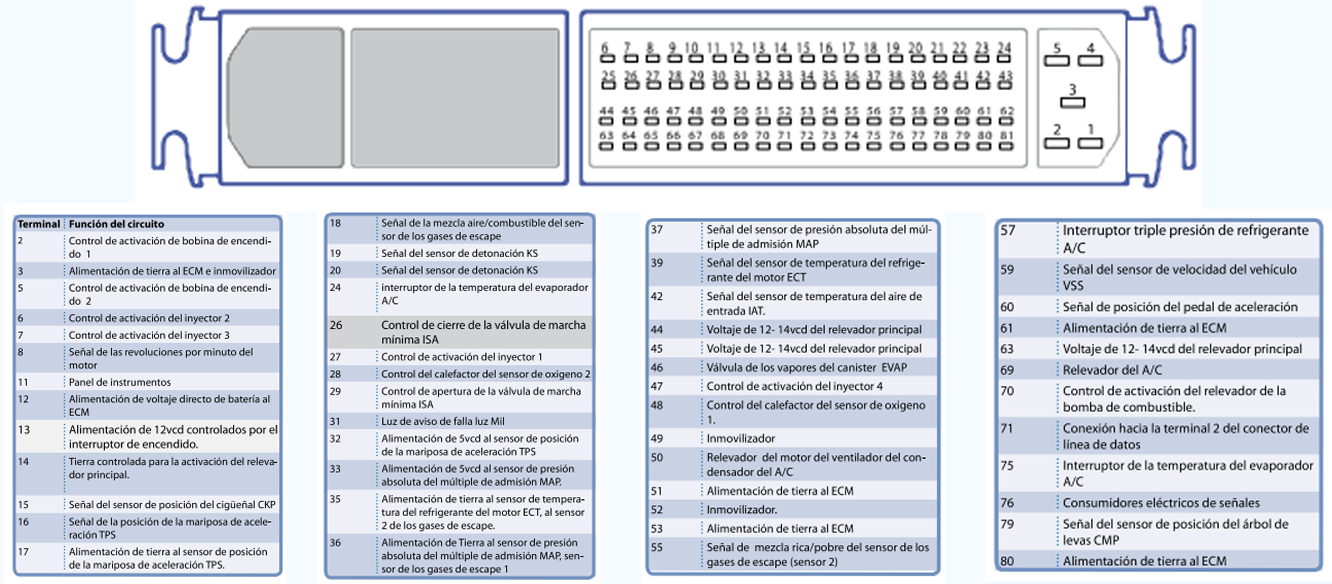 6 7 8 9 10 11 12 13 14 15 16 17 18 19 20 21 22 23 24
25 26 27 28 29 30 31 32 33 34 35 36 37 38 39 40 41 42 43
44 45 46 47 48 49 50 51 52 53 54 55 56 57 58 59 60 61 62
63 64 65 66 67 68 69 70 71 72 73 74 75 76 77 78 79 80 81
5 4
3
2 1
Terminal Función del circuito
2 Control de activación de bobina de encendi-
do 1
3 Alimentación de tierra al ECM e inmovilizador
5 Control de activación de bobina de encendi-
do 2
6 Control de activación del inyector 2
7 Control de activación del inyector 3
8 Señal de las revoluciones por minuto del
motor
11 Panel de instrumentos
12 Alimentación de voltaje directo de batería al
ECM
13 Alimentación de 12vcd controlados por el
interruptor de encendido.
14 Tierra controlada para la activación del releva-
dor principal.
15 Señal del sensor de posición del cigüeñal CKP
16 Señal de la posición de la mariposa de acele-
ración TPS
17 Alimentación de tierra al sensor de posición
de la mariposa de aceleración TPS.
18 Señal de la mezcla aire/combustible del sen-
sor de los gases de escape
19 Señal del sensor de detonación KS
20 Señal del sensor de detonación KS
24 interruptor de la temperatura del evaporador
A/C
26 Control de cierre de la válvula de marcha
mínima ISA
27 Control de activación del inyector 1
28 Control del calefactor del sensor de oxigeno 2
29 Control de apertura de la válvula de marcha
mínima ISA
31 Luz de aviso de falla luz Mil
32 Alimentación de 5vcd al sensor de posición
de la mariposa de aceleración TPS
33 Alimentación de 5vcd al sensor de presión
absoluta del múltiple de admisión MAP.
35 Alimentación de tierra al sensor de tempera-
tura del refrigerante del motor ECT, al sensor
2 de los gases de escape.
36 Alimentación de Tierra al sensor de presión
absoluta del múltiple de admisión MAP, sen-
sor de los gases de escape 1
37 Señal del sensor de presión absoluta del múl-
tiple de admisión MAP
39 Señal del sensor de temperatura del refrige-
rante del motor ECT
42 Señal del sensor de temperatura del aire de
entrada IAT.
44 Voltaje de 12- 14vcd del relevador principal
45 Voltaje de 12- 14vcd del relevador principal
46 Válvula de los vapores del canister EVAP
47 Control de activación del inyector 4
48 Control del calefactor del sensor de oxigeno
1.
49 Inmovilizador
50 Relevador del motor del ventilador del con-
densador del A/C
51 Alimentación de tierra al ECM
52 Inmovilizador.
53 Alimentación de tierra al ECM
55 Señal de mezcla rica/pobre del sensor de los
gases de escape (sensor 2)
57 Interruptor triple presión de refrigerante
A/C
59 Señal del sensor de velocidad del vehículo
VSS
60 Señal de posición del pedal de aceleración
61 Alimentación de tierra al ECM
63 Voltaje de 12- 14vcd del relevador principal
69 Relevador del A/C
70 Control de activación del relevador de la
bomba de combustible.
71 Conexión hacia la terminal 2 del conector de
línea de datos
75 Interruptor de la temperatura del evaporador
A/C
76 Consumidores eléctricos de señales
79 Señal del sensor de posición del árbol de
levas CMP
80 Alimentación de tierra al ECM